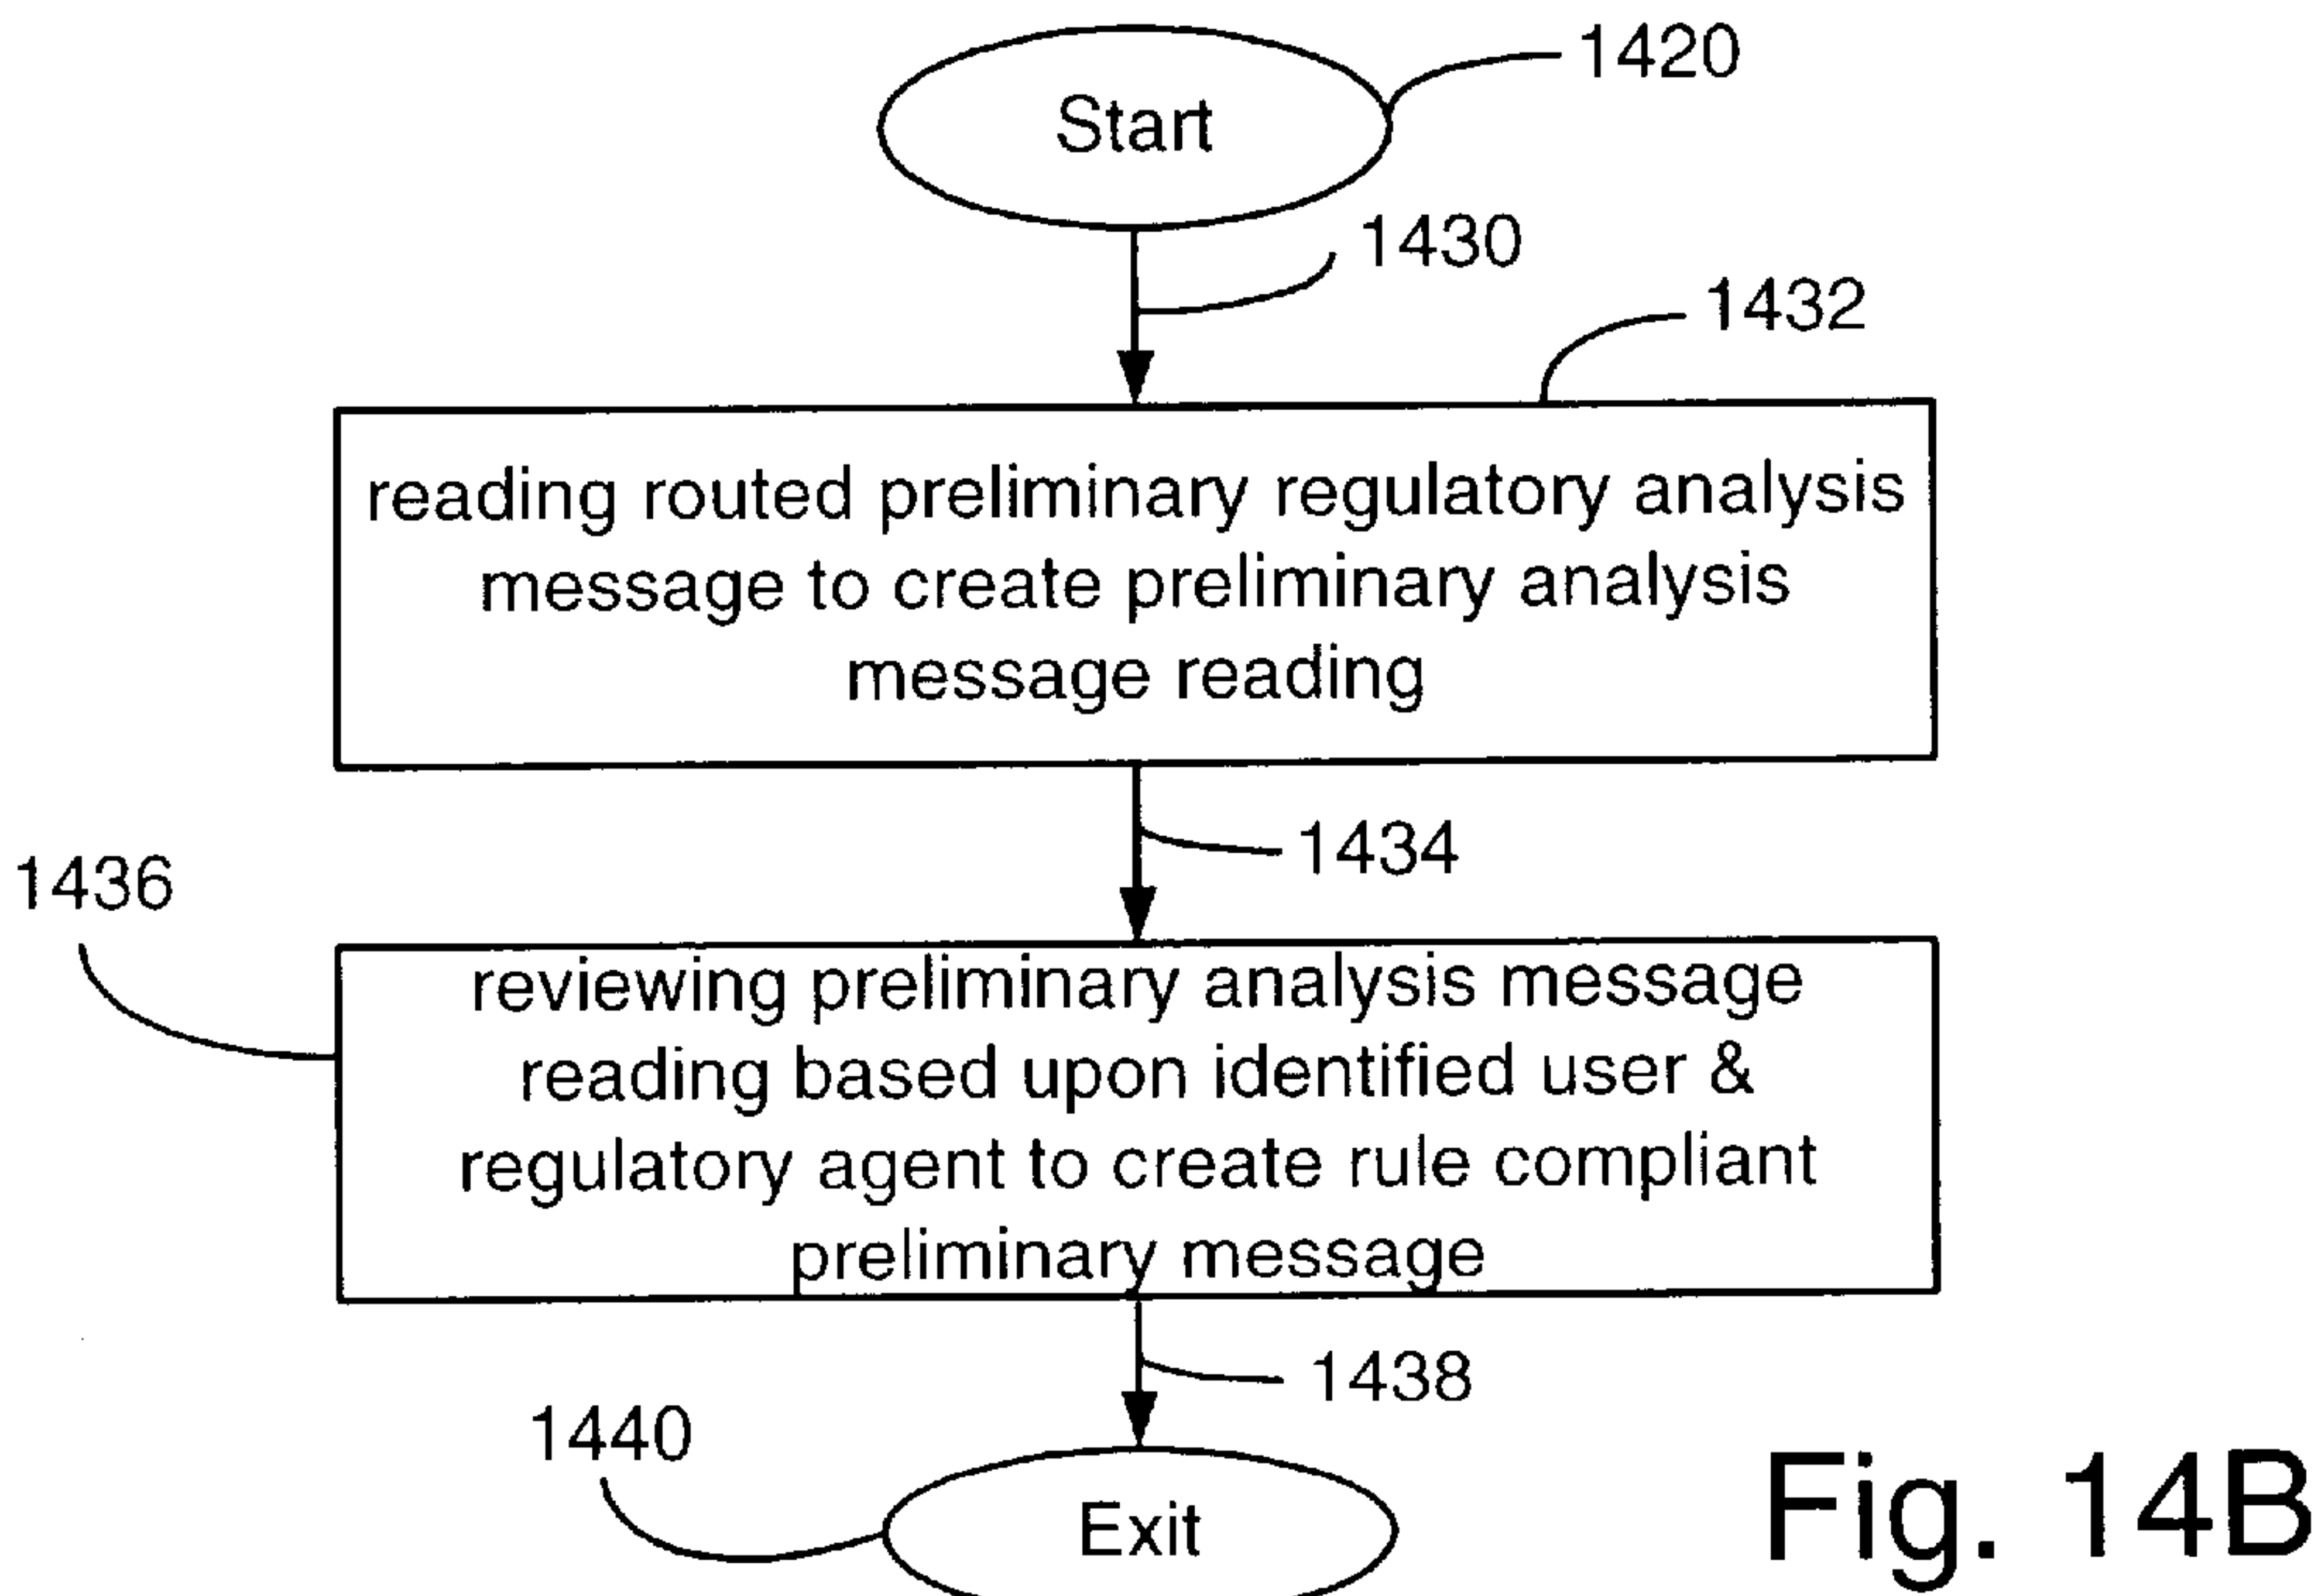 1420
Start
1430
1432
reading routed preliminary regulatory analysis
message to create preliminary analysis
message reading
1434
1436
reviewing preliminary analysis message
reading based upon identified user &
regulatory agent to create rule compliant
preliminary message
1438
1440
Exit
Fig. 14B